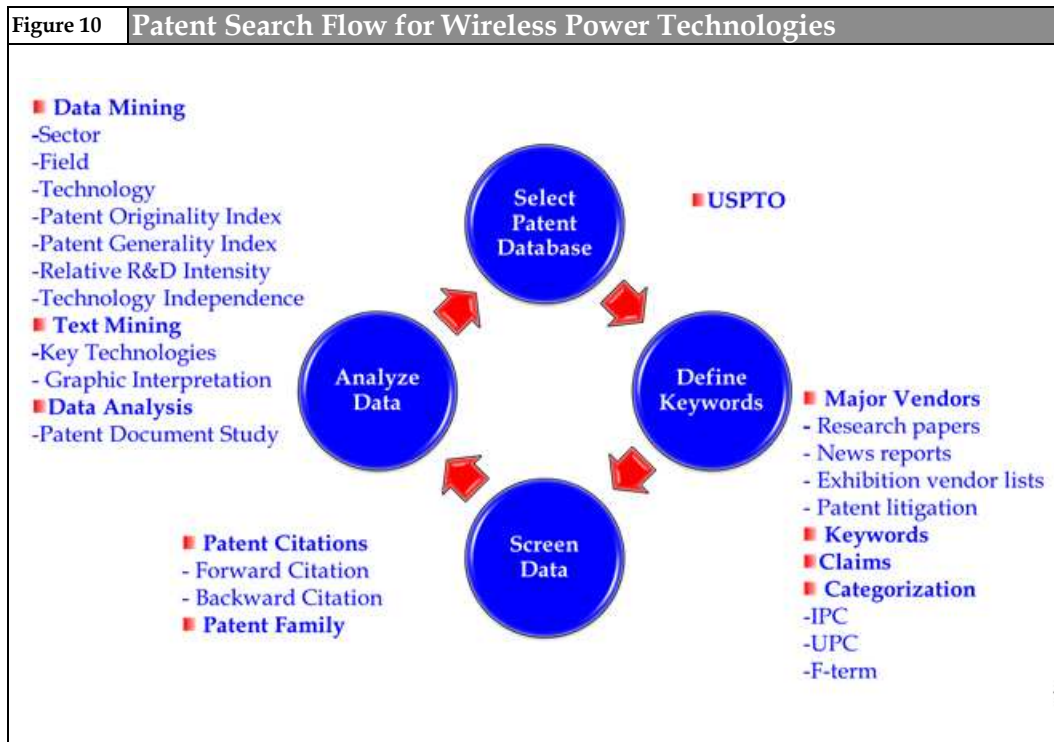 Figure 10
Patent Search Flow for Wireless Power Technologies
Data Mining
-Sector
-Field
-Technology
-Patent Originality Index
-Patent Generality Index
-Relative R&D Intensity
-Technology Independence
Text Mining
-Key Technologies
- Graphic Interpretation
Data Analysis
-Patent Document Study
Select
Patent
Database
USPTO
Analyze
Data
Define
Keywords
Major Vendors
- Research papers
- News reports
- Exhibition vendor lists
- Patent litigation
Keywords
Claims
Categorization
-IPC
-UPC
-F-term
Screen
Data
Patent Citations
- Forward Citation
- Backward Citation
Patent Family